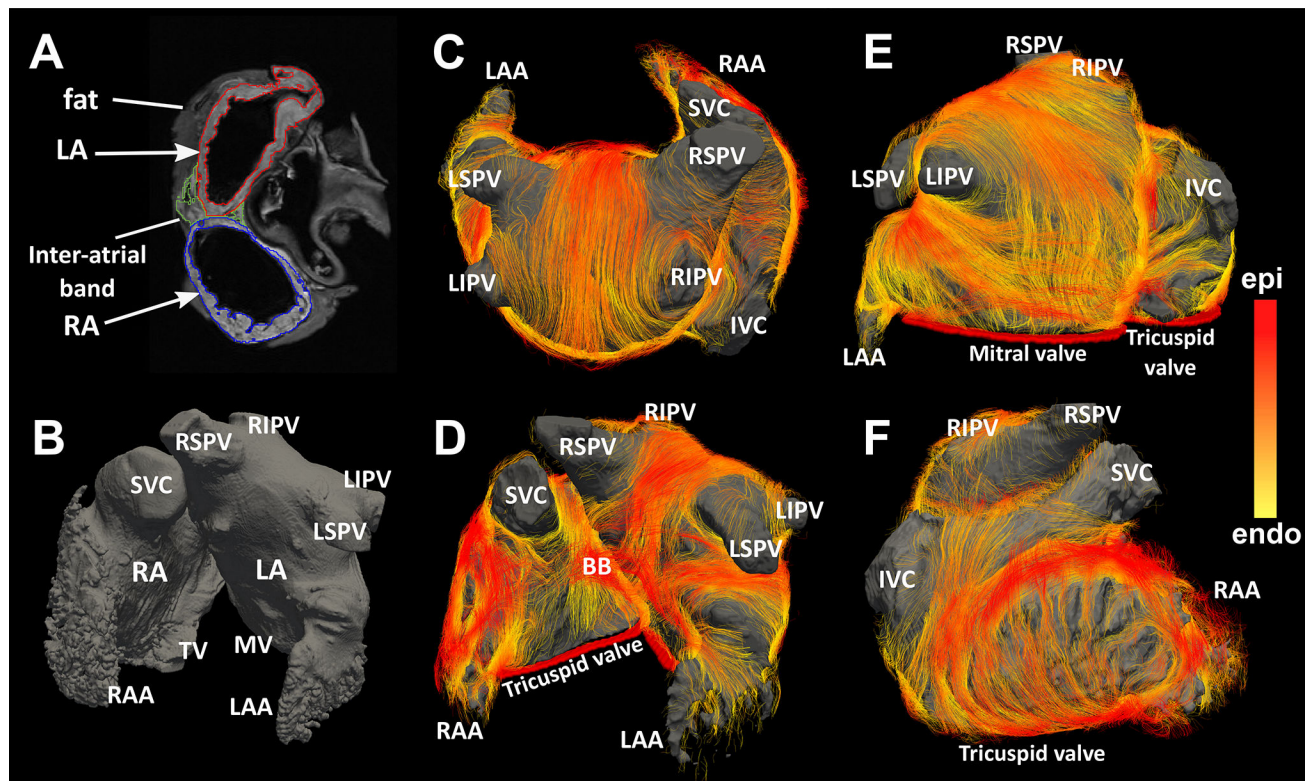 A
fat
LA
Inter-atrial
band
RA
B
RSPV
RIPV
SVC
LIPV
LSPV
RA
LA
TV
MV
RAA
LAA
C
LAA
RAA
SVC
RSPV
LSPV
LIPV
RIPV
IVC
D
RIPV
RSPV
SVC
LIPV
LSPV
BB
Tricuspid valve
RAA
LAA
E
RSPV
RIPV
LSPV
LIPV
IVC
LAA
Mitral valve
Tricuspid
valve
F
RSPV
RIPV
SVC
IVC
RAA
Tricuspid valve
epi
endo